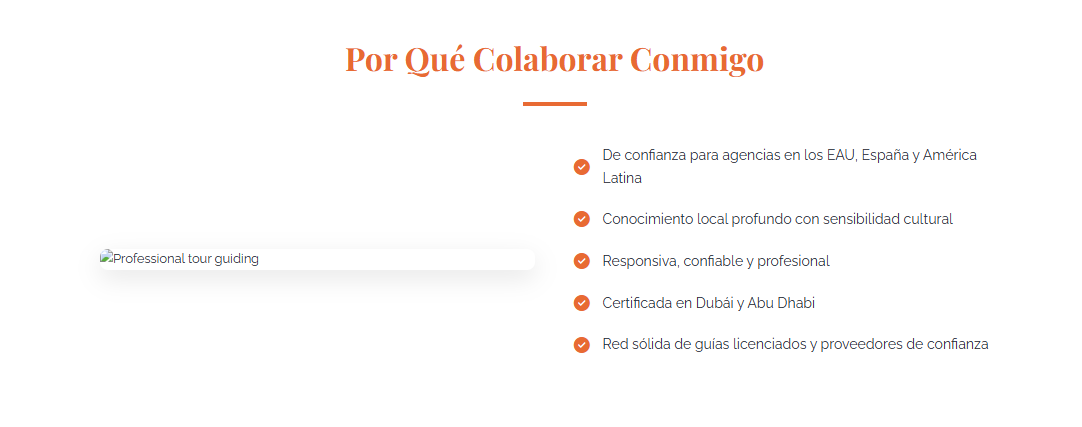 Por Qué Colaborar Conmigo
De confianza para agencias en los EAU, España y América
Latina
Conocimiento local profundo con sensibilidad cultural
Professional tour guiding
Responsiva, confiable y profesional
Certificada en Dubái y Abu Dhabi
Red sólida de guías licenciados y proveedores de confianza